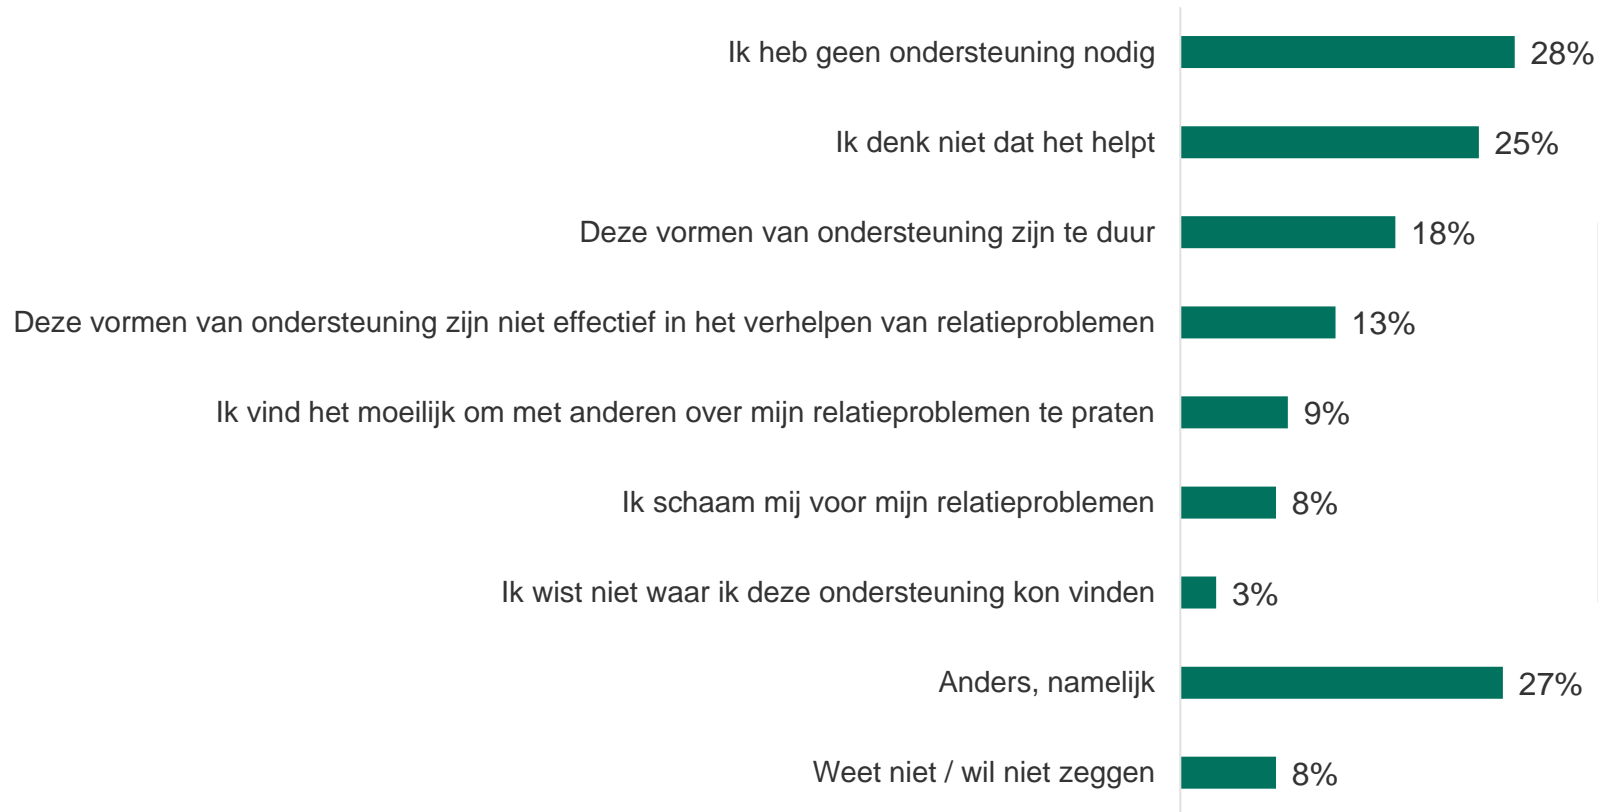 Ik heb geen ondersteuning nodig 28%
Ik denk niet dat het helpt 25%
Deze vormen van ondersteuning zijn te duur 18%
Deze vormen van ondersteuning zijn niet effectief in het verhelpen van relatieproblemen 13%
Ik vind het moeilijk om met anderen over mijn relatieproblemen te praten 9%
Ik schaam mij voor mijn relatieproblemen 8%
Ik wist niet waar ik deze ondersteuning kon vinden 3%
Anders, namelijk 27%
Weet niet / wil niet zeggen 8%